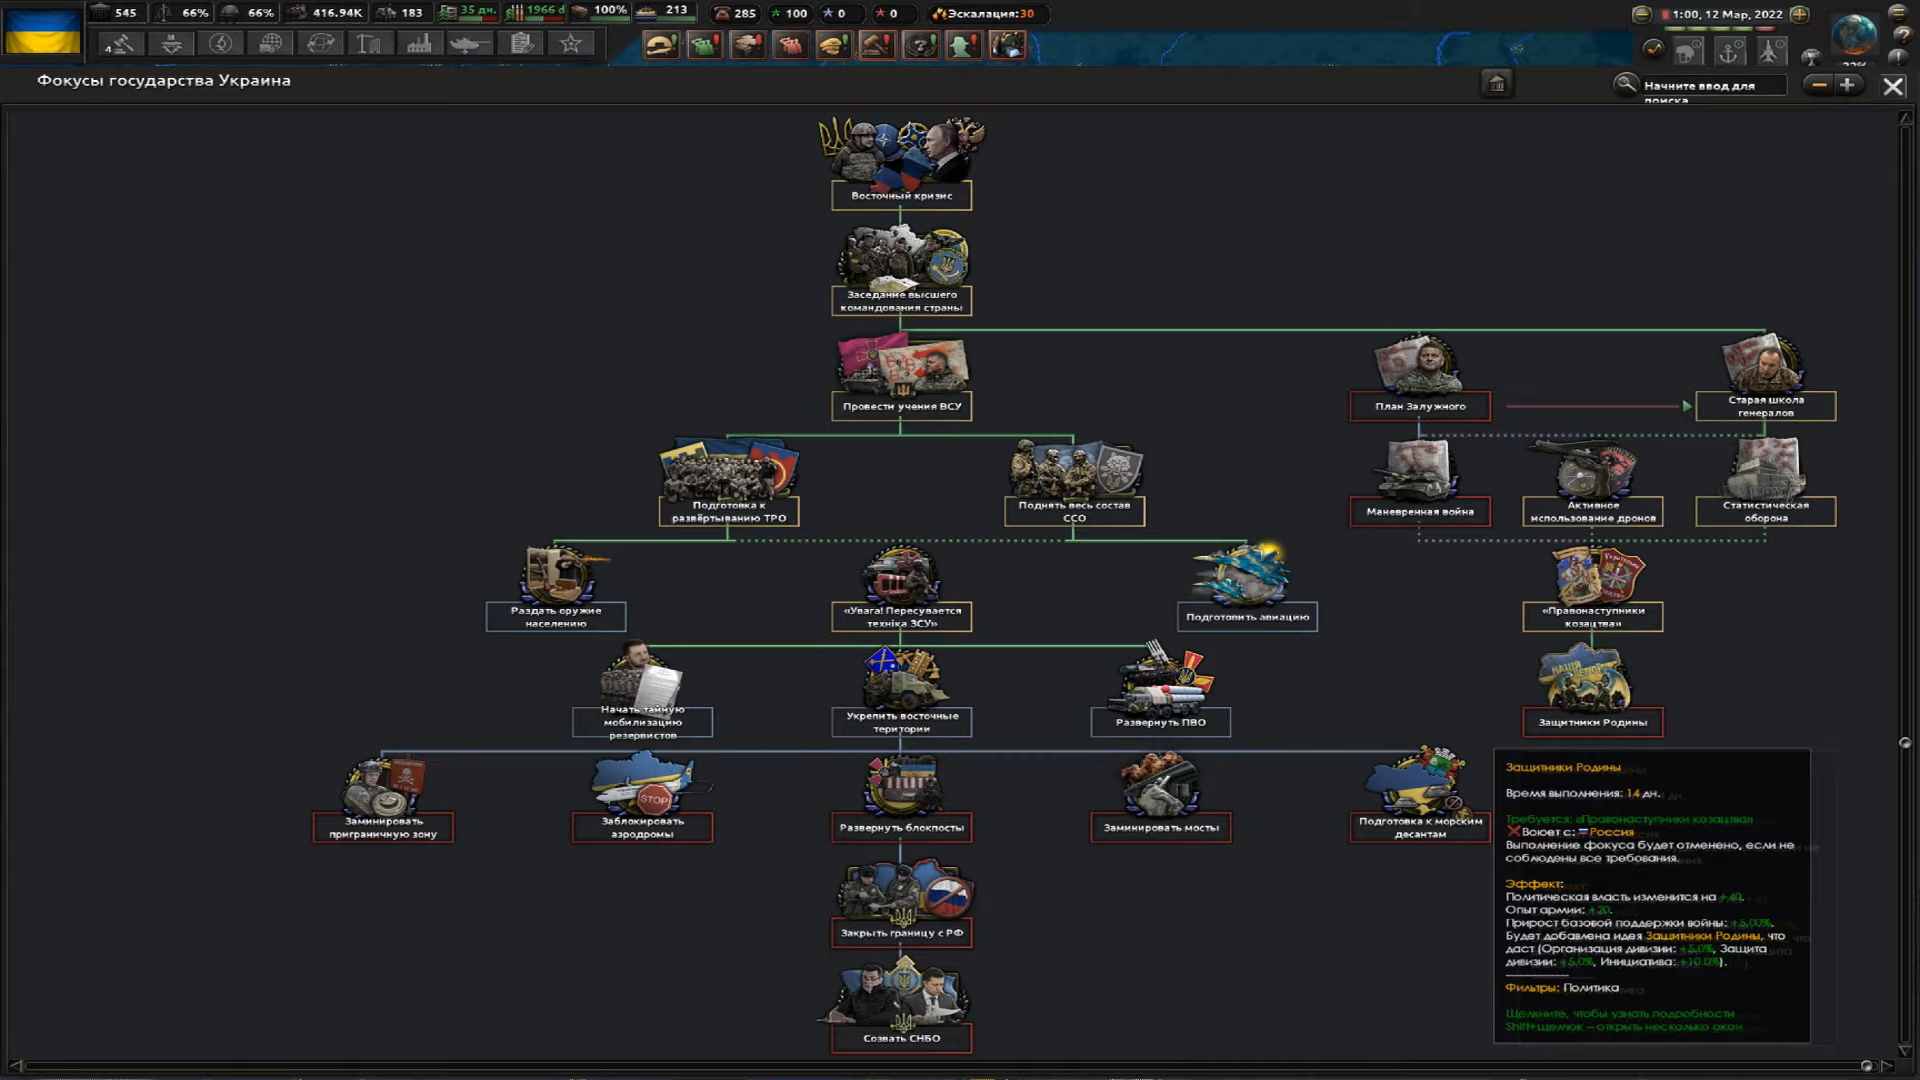 545
66%
66%
416.94K
183
35 дн.
1966 d
100%
213
285
100
0
0
Эскалация:30
1:00, 12 Мар, 2022
4
Фокусы государства Украина
Начните ввод для
поиска
Восточный кризис
Заседание высшего
командования страны
Провести учения ВСУ
План Залужного
Старая школа
генералов
Подготовка к
развёртыванию ТРО
Поднять весь состав
ССО
Маневренная война
Активное
использование дронов
Статистическая
оборона
Раздать оружие
населению
«Увага! Пересувается
технiка ЗСУ»
Подготовить авиацию
«Правонаступники
козацтва»
Начать тайную
мобилизацию
резервистов
Укрепить восточные
територии
Развернуть ПВО
Защитники Родины
STOP
Заминировать
приграничную зону
Заблокировать
азродромы
Развернуть блокпосты
Заминировать мосты
Подготовка к морским
десантам
Закрыть границу с РФ
Созвать СНБО
Защитники Родины
Время выполнения: 14 дн.
Требуется: «Правонаступники козацтва»
Воюет с: Россия
Выполнение фокуса будет отменено, если не
соблюдены все требования.
Эффект:
Политическая власть изменится на +40.
Опыт армии: +20.
Прирост базовой поддержки войны: +5,00%.
Будет добавлена идея Защитники Родины, что
даст (Организация дивизии: +5.0%, Защита
дивизии: +5.0%, Инициатива: +10.0%).
--------------
Фильтры: Политика
Щелкните, чтобы узнать подробности
Shift+щелчок – открыть несколько окон